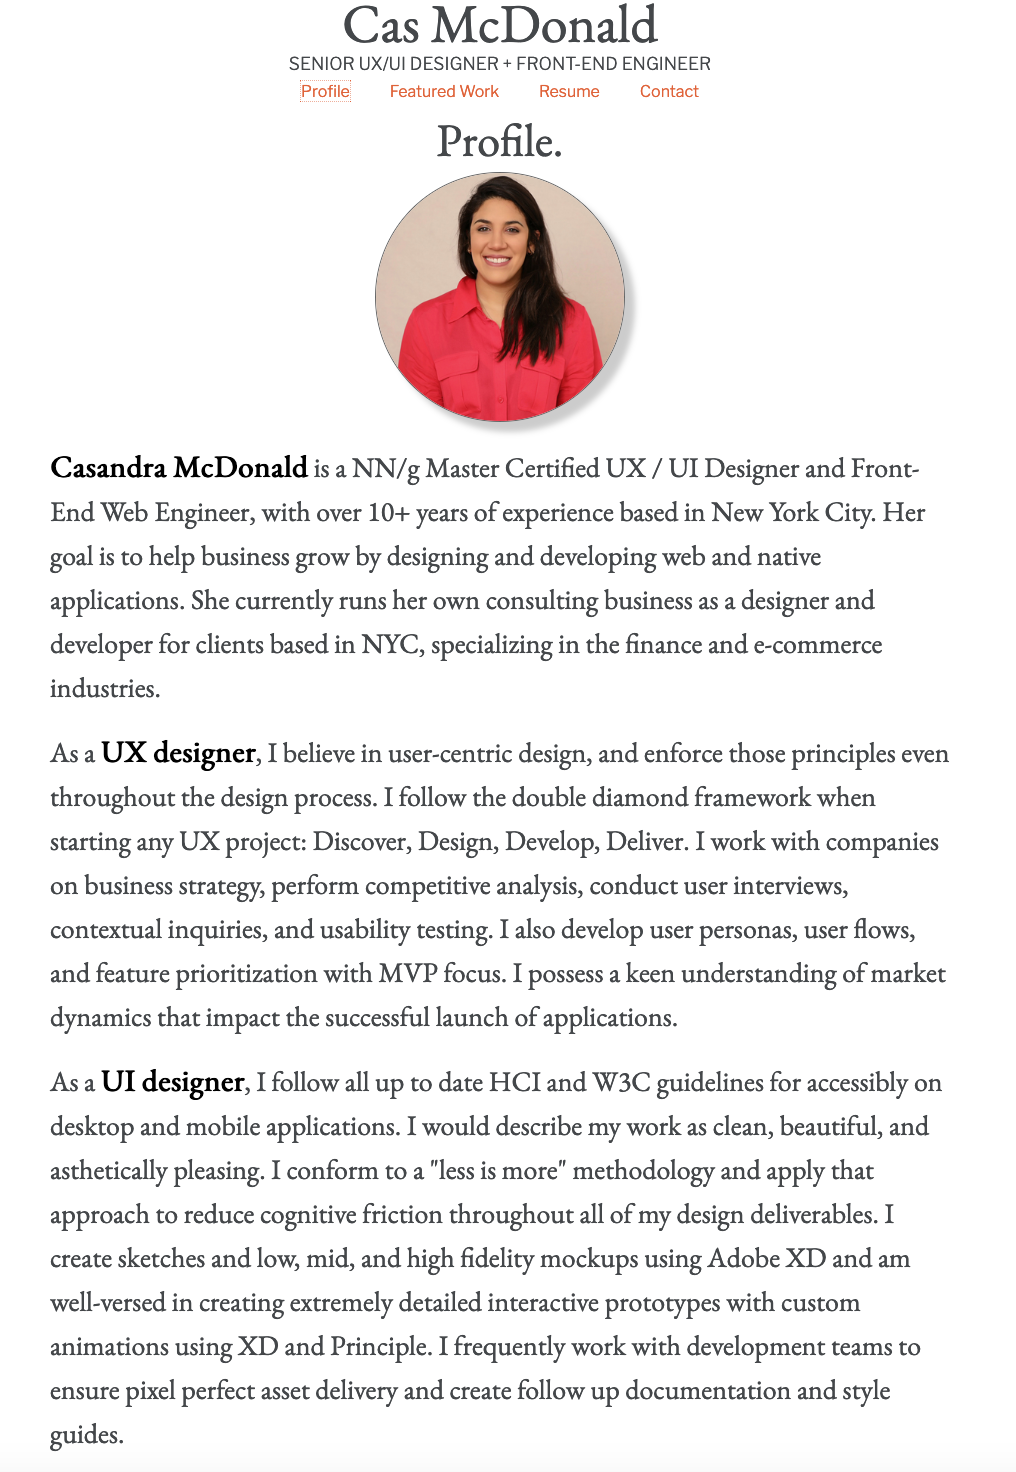 Cas McDonald
SENIOR UX/UI DESIGNER + FRONT-END ENGINEER
Profile Featured Work Resume Contact
Profile.
Casandra McDonald is a NN/g Master Certified UX / UI Designer and Front-
End Web Engineer, with over 10+ years of experience based in New York City. Her
goal is to help business grow by designing and developing web and native
applications. She currently runs her own consulting business as a designer and
developer for clients based in NYC, specializing in the finance and e-commerce
industries.
As a UX designer, I believe in user-centric design, and enforce those principles even
throughout the design process. I follow the double diamond framework when
starting any UX project: Discover, Design, Develop, Deliver. I work with companies
on business strategy, perform competitive analysis, conduct user interviews,
contextual inquiries, and usability testing. I also develop user personas, user flows,
and feature prioritization with MVP focus. I possess a keen understanding of market
dynamics that impact the successful launch of applications.
As a UI designer, I follow all up to date HCI and W3C guidelines for accessibly on
desktop and mobile applications. I would describe my work as clean, beautiful, and
asthetically pleasing. I conform to a "less is more" methodology and apply that
approach to reduce cognitive friction throughout all of my design deliverables. I
create sketches and low, mid, and high fidelity mockups using Adobe XD and am
well-versed in creating extremely detailed interactive prototypes with custom
animations using XD and Principle. I frequently work with development teams to
ensure pixel perfect asset delivery and create follow up documentation and style
guides.